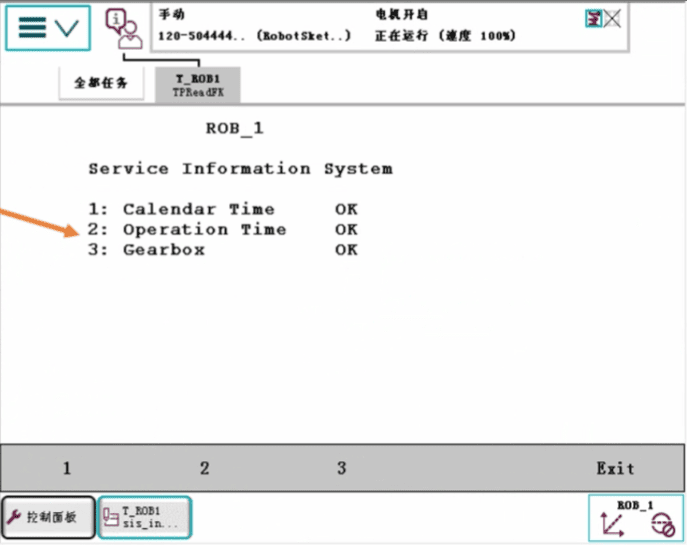 手动
电机开启
120-504444.. (RobotSket..)
正在运行 (速度 100%)
全部任务
T_ROB1
TPReadFK
ROB_1
Service Information System
1: Calendar Time OK
2: Operation Time OK
3: Gearbox OK
1 2 3 Exit
控制面板
T_ROB1
sis_in...
ROB_1